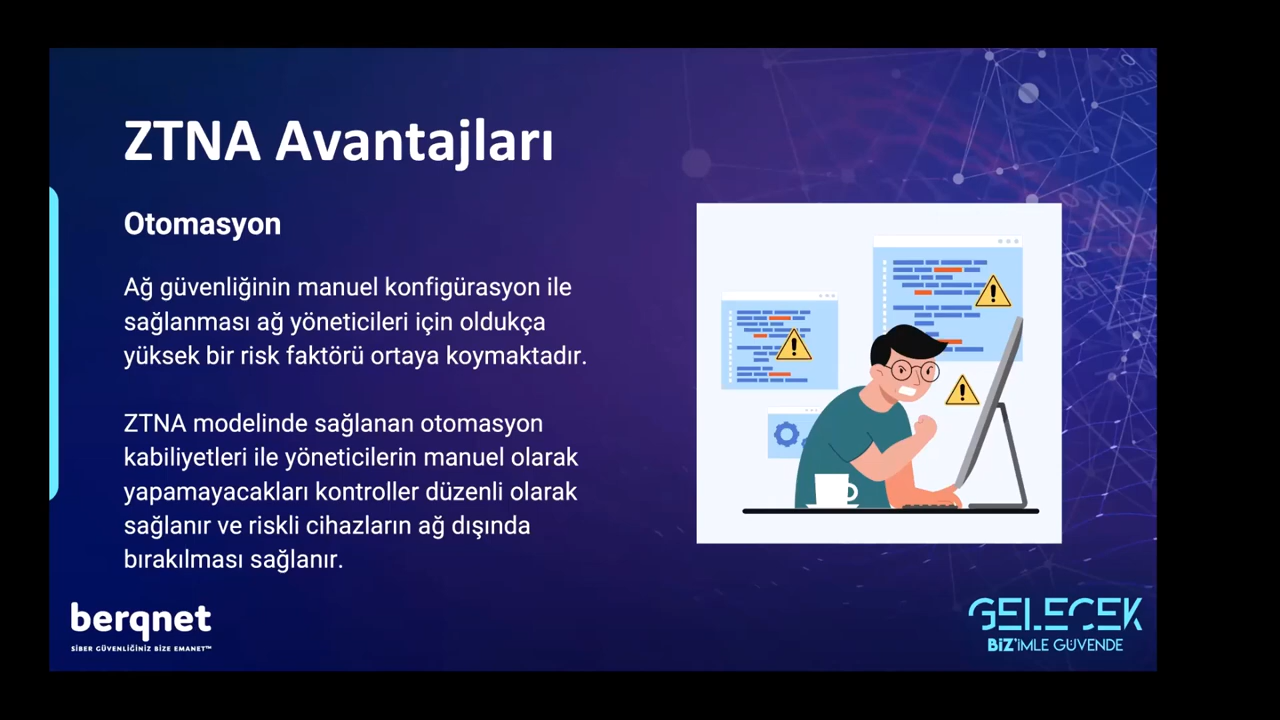 ZTNA Avantajları
Otomasyon
Ağ güvenliğinin manuel konfigürasyon ile
sağlanması ağ yöneticileri için oldukça
yüksek bir risk faktörü ortaya koymaktadır.
ZTNA modelinde sağlanan otomasyon
kabiliyetleri ile yöneticilerin manuel olarak
yapamayacakları kontroller düzenli olarak
sağlanır ve riskli cihazların ağ dışında
bırakılması sağlanır.
berqnet
SİBER GÜVENLİĞİNİZ BİZE EMANET™
GELECEK
BİZ'İMLE GÜVENDE